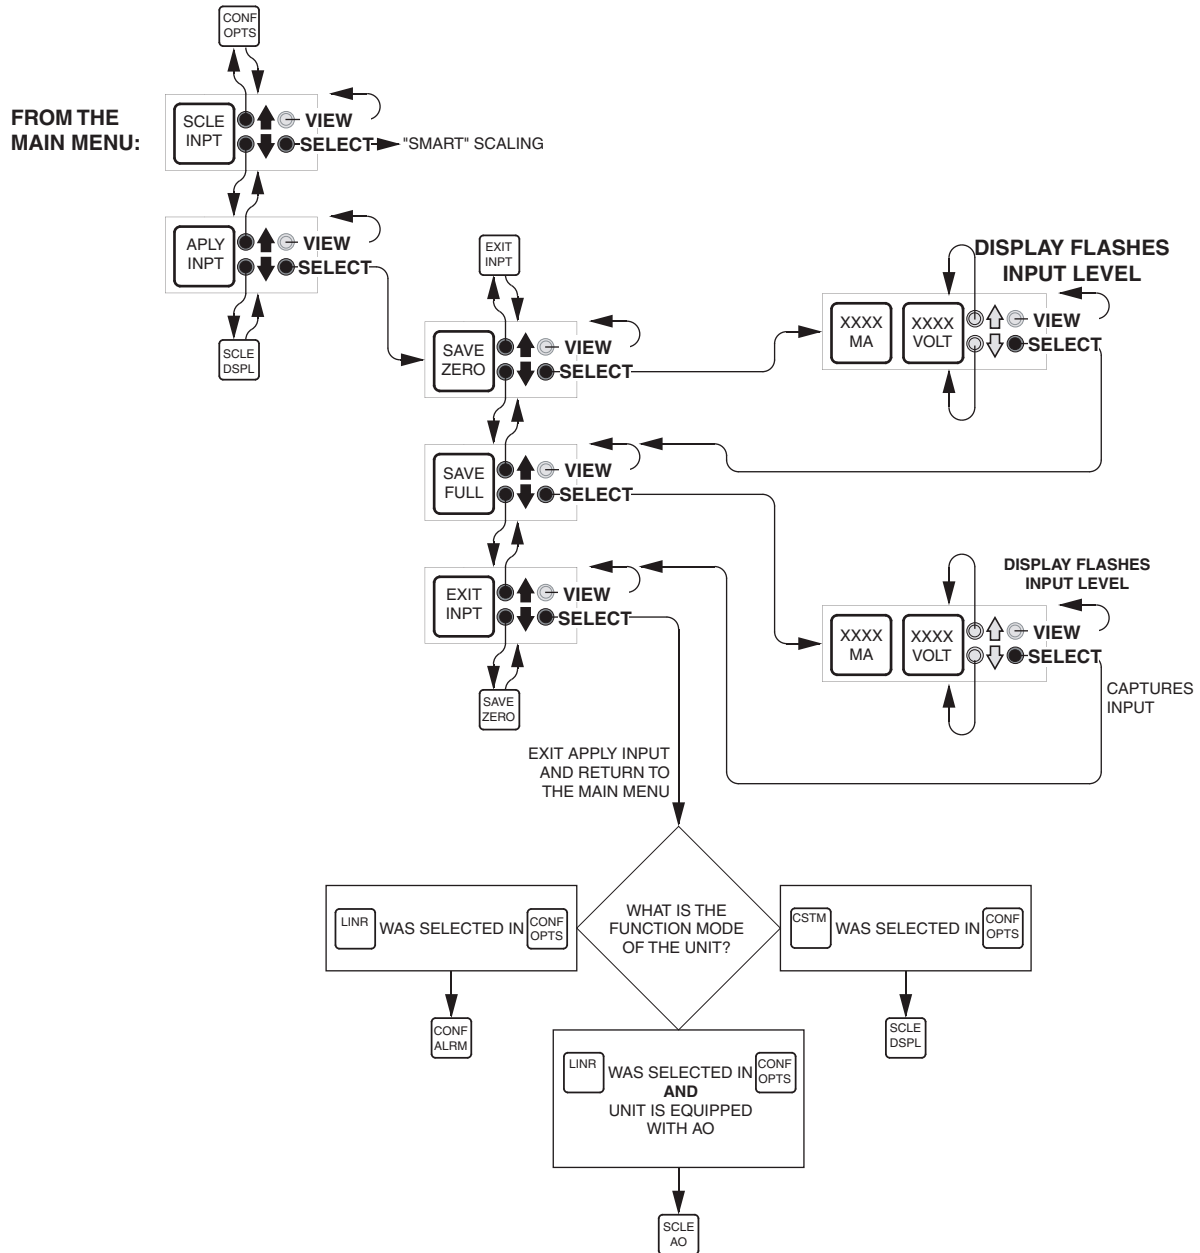 CONF
OPTS
FROM THE
MAIN MENU:
SCLE
INPT
VIEW
SELECT
"SMART" SCALING
APLY
INPT
VIEW
SELECT
SCLE
DSPL
EXIT
INPT
SAVE
ZERO
VIEW
SELECT
DISPLAY FLASHES
INPUT LEVEL
XXXX
MA
XXXX
VOLT
VIEW
SELECT
SAVE
FULL
VIEW
SELECT
EXIT
INPT
VIEW
SELECT
SAVE
ZERO
DISPLAY FLASHES
INPUT LEVEL
XXXX
MA
XXXX
VOLT
VIEW
SELECT
CAPTURES
INPUT
EXIT APPLY INPUT
AND RETURN TO
THE MAIN MENU
WHAT IS THE
FUNCTION MODE
OF THE UNIT?
LINR WAS SELECTED IN CONF
OPTS
CONF
ALRM
CSTM WAS SELECTED IN CONF
OPTS
SCLE
DSPL
LINR WAS SELECTED IN CONF
OPTS
AND
UNIT IS EQUIPPED
WITH AO
SCLE
AO